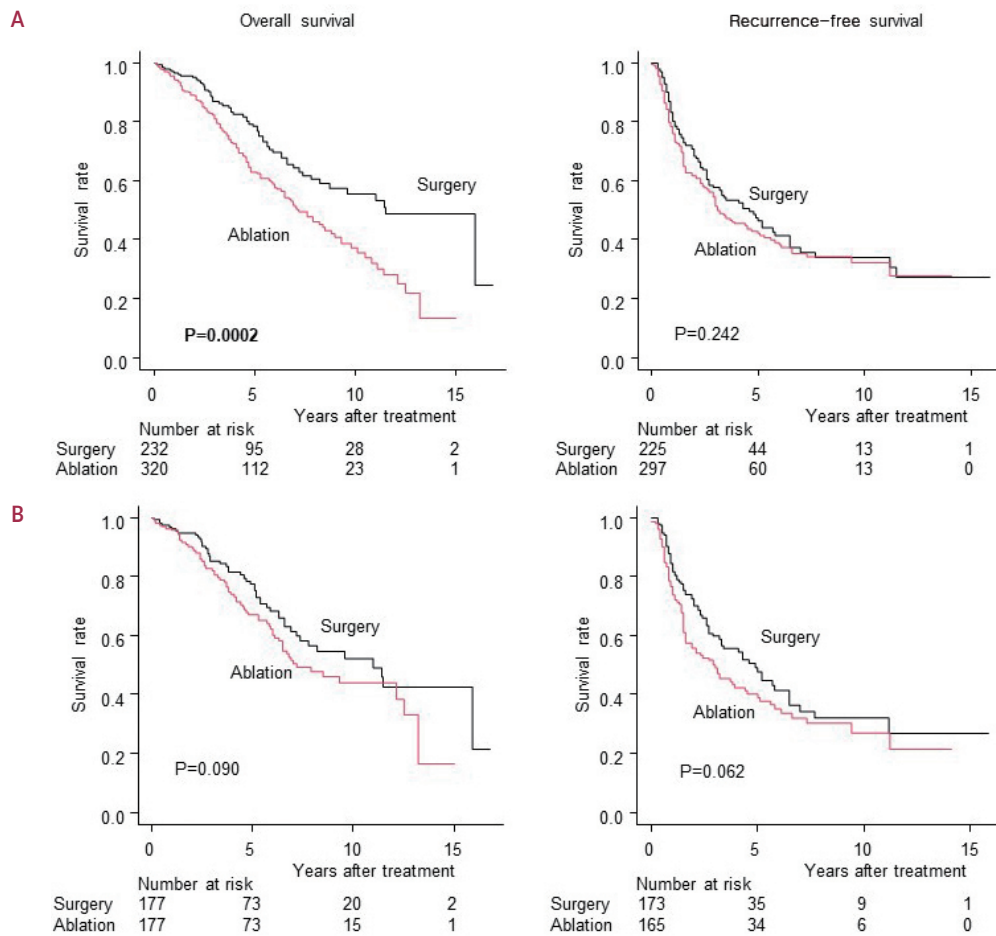 A
Overall survival
Recurrence-free survival
Survival rate
1.0
0.8
0.6
0.4
0.2
0.0
Surgery
Ablation
P=0.0002
0 5 10 15
Years after treatment
Number at risk
Surgery 232 95 28 2
Ablation 320 112 23 1
Survival rate
1.0
0.8
0.6
0.4
0.2
0.0
Surgery
Ablation
P=0.242
0 5 10 15
Years after treatment
Number at risk
Surgery 225 44 13 1
Ablation 297 60 13 0
B
Survival rate
1.0
0.8
0.6
0.4
0.2
0.0
Surgery
Ablation
P=0.090
0 5 10 15
Years after treatment
Number at risk
Surgery 177 73 20 2
Ablation 177 73 15 1
Survival rate
1.0
0.8
0.6
0.4
0.2
0.0
Surgery
Ablation
P=0.062
0 5 10 15
Years after treatment
Number at risk
Surgery 173 35 9 1
Ablation 165 34 6 0